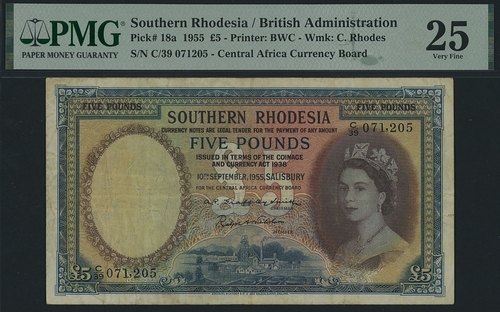 PMG
PAPER MONEY GUARANTY
Southern Rhodesia / British Administration
Pick# 18a 1955 £5 - Printer: BWC - Wmk: C. Rhodes
S/N C/39 071205 - Central Africa Currency Board
25
Very Fine
FIVE POUNDS
FIVE POUNDS
SOUTHERN RHODESIA
CURRENCY NOTES ARE LEGAL TENDER FOR THE PAYMENT OF ANY AMOUNT
C/39 071,205
FIVE POUNDS
ISSUED IN TERMS OF THE COINAGE
AND CURRENCY ACT 1938
10TH SEPTEMBER, 1955, SALISBURY
FOR THE CENTRAL AFRICA CURRENCY BOARD
CHAIRMAN
MEMBER
£5
C/39 071,205
£5